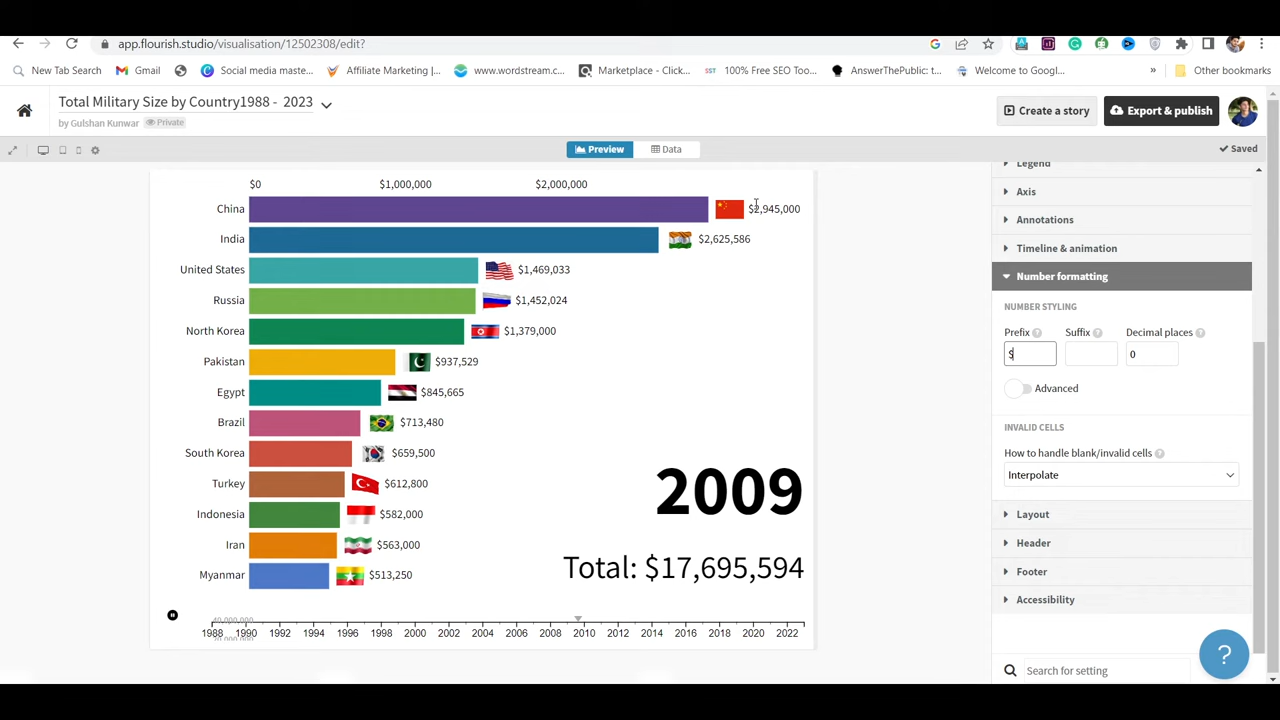 app.flourish.studio/visualisation/12502308/edit?
New Tab Search
Gmail
Social media maste...
Affiliate Marketing |...
www.wordstream.c...
Marketplace - Click...
SST 100% Free SEO Too...
AnswerThePublic: t...
Welcome to Googl...
»
Other bookmarks
Total Military Size by Country1988 - 2023
by Gulshan Kunwar Private
Create a story
Export & publish
Preview
Data
Saved
$0 $1,000,000 $2,000,000
China $2,945,000
India $2,625,586
United States $1,469,033
Russia $1,452,024
North Korea $1,379,000
Pakistan $937,529
Egypt $845,665
Brazil $713,480
South Korea $659,500
Turkey $612,800
Indonesia $582,000
Iran $563,000
Myanmar $513,250
2009
Total: $17,695,594
1988 1990 1992 1994 1996 1998 2000 2002 2004 2006 2008 2010 2012 2014 2016 2018 2020 2022
Legend
Axis
Annotations
Timeline & animation
Number formatting
NUMBER STYLING
Prefix ? Suffix ? Decimal places ?
$ 0
Advanced
INVALID CELLS
How to handle blank/invalid cells ?
Interpolate
Layout
Header
Footer
Accessibility
Search for setting
?